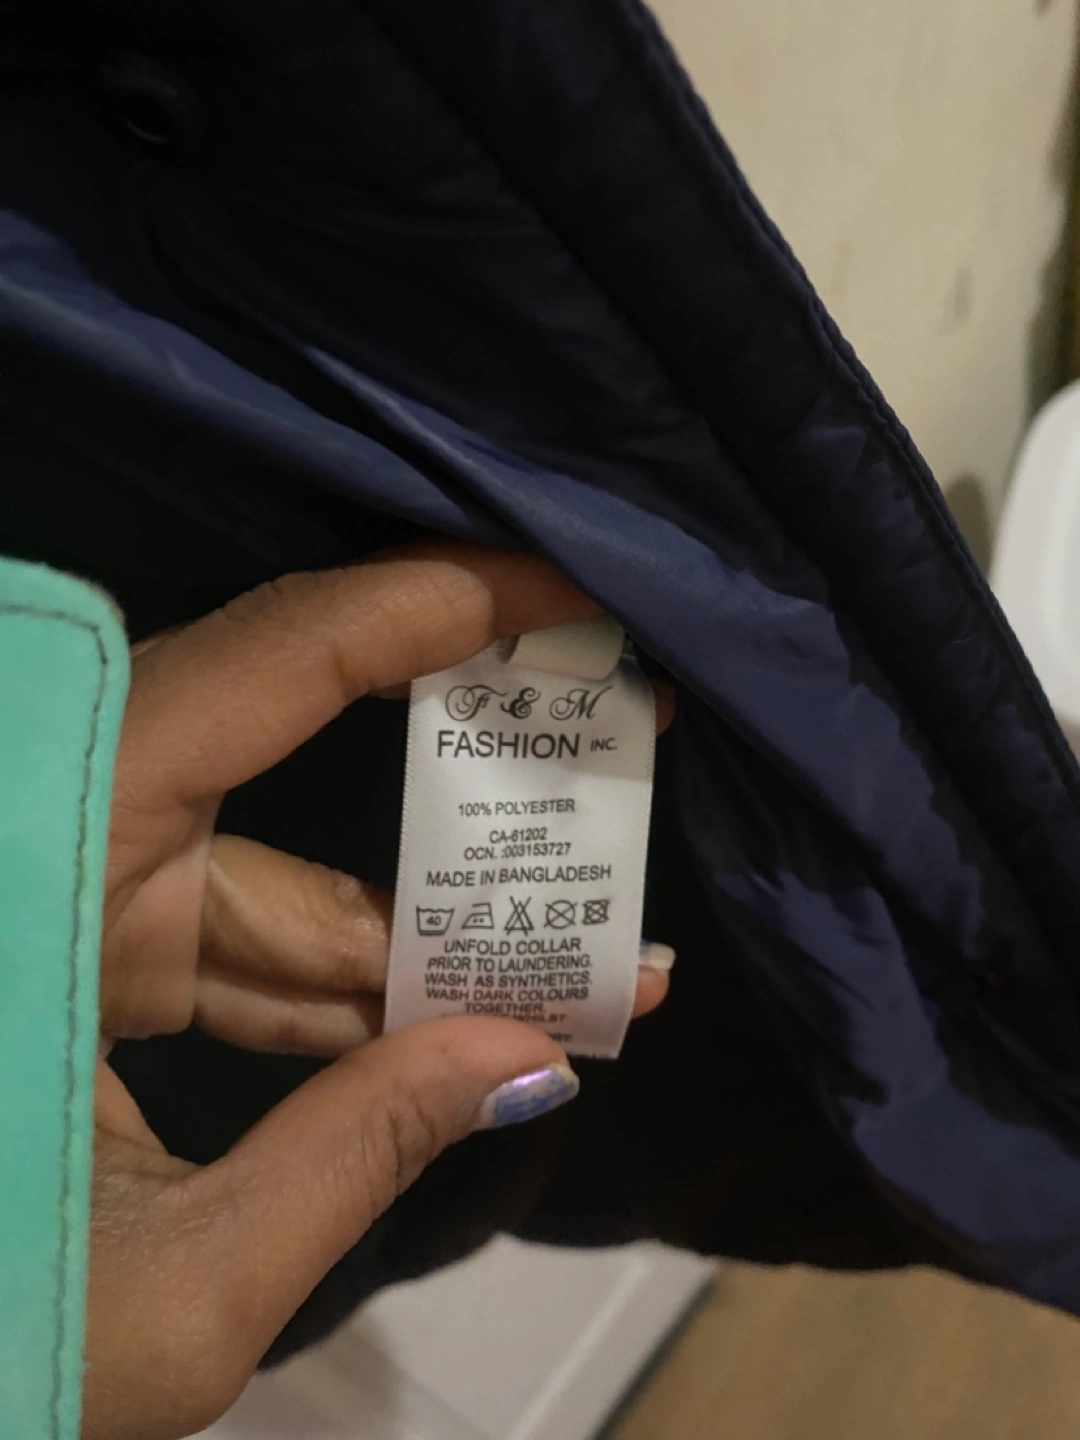 F & M
FASHION INC.
100% POLYESTER
CA-61202
OCN. :003153727
MADE IN BANGLADESH
40
UNFOLD COLLAR
PRIOR TO LAUNDERING.
WASH AS SYNTHETICS.
WASH DARK COLOURS
TOGETHER.
WHILST